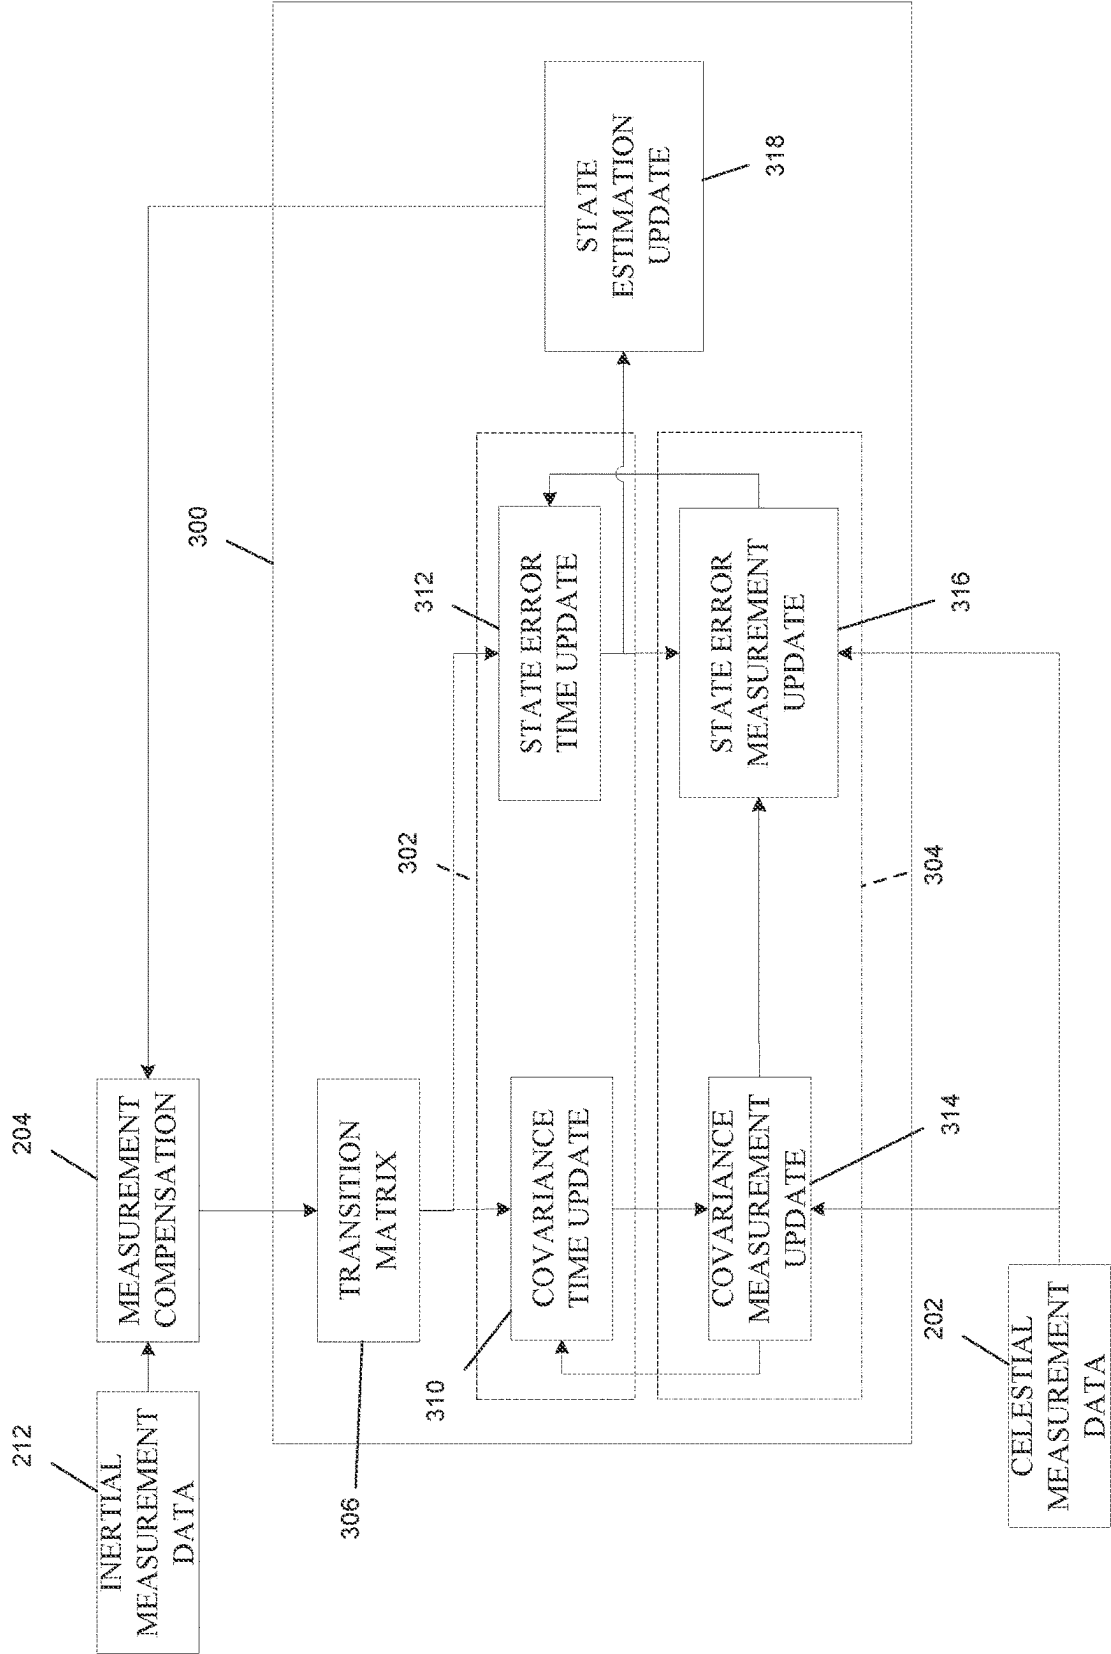 212
INERTIAL
MEASUREMENT
DATA
204
MEASUREMENT
COMPENSATION
300
306
TRANSITION
MATRIX
302
310
COVARIANCE
TIME UPDATE
312
STATE ERROR
TIME UPDATE
STATE
ESTIMATION
UPDATE
318
COVARIANCE
MEASUREMENT
UPDATE
314
STATE ERROR
MEASUREMENT
UPDATE
316
304
202
CELESTIAL
MEASUREMENT
DATA